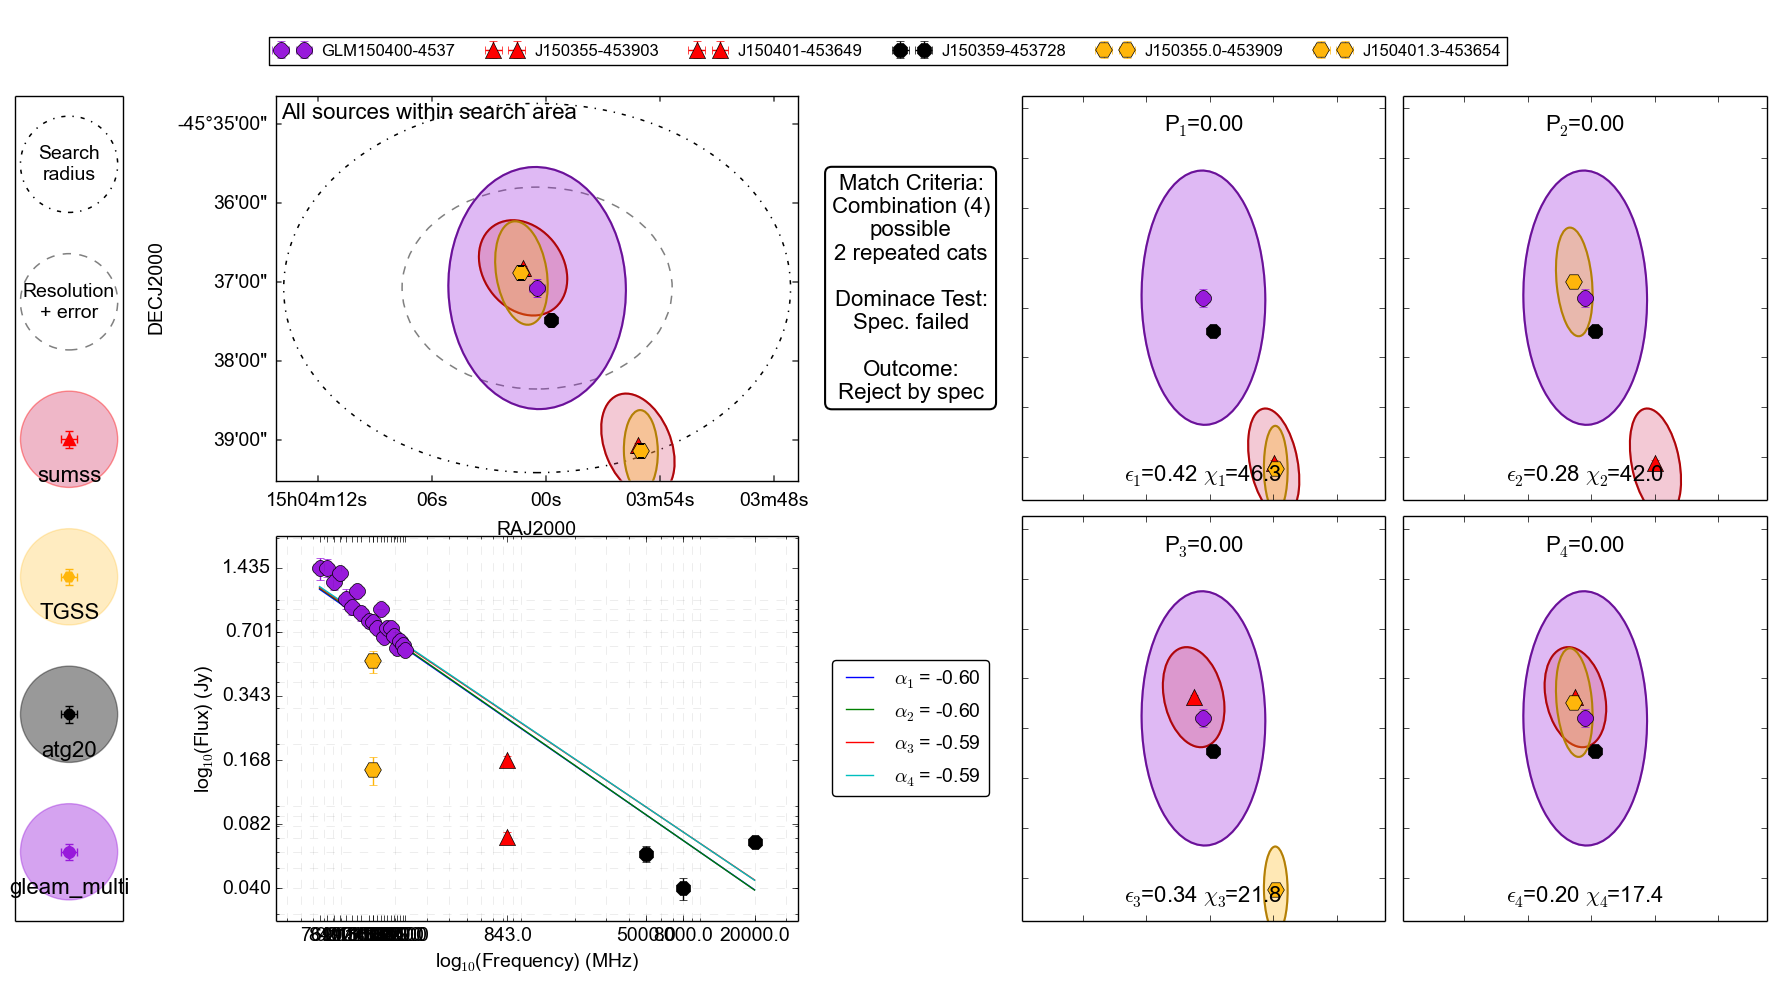 GLM150400-4537 J150355-453903 J150401-453649 J150359-453728 J150355.0-453909 J150401.3-453654
Search
radius
Resolution
+ error
sumss
TGSS
atg20
gleam_multi
All sources within search area
DECJ2000
-45°35'00"
36'00"
37'00"
38'00"
39'00"
15h04m12s 06s 00s 03m54s 03m48s
RAJ2000
Match Criteria:
Combination (4)
possible
2 repeated cats
Dominace Test:
Spec. failed
Outcome:
Reject by spec
P₁=0.00
ϵ₁=0.42 χ₁=46.3
P₂=0.00
ϵ₂=0.28 χ₂=42.0
P₃=0.00
ϵ₃=0.34 χ₃=21.8
P₄=0.00
ϵ₄=0.20 χ₄=17.4
log₁₀(Flux) (Jy)
1.435
0.701
0.343
0.168
0.082
0.040
843.0 5000.0 8000.0 20000.0
log₁₀(Frequency) (MHz)
α₁ = -0.60
α₂ = -0.60
α₃ = -0.59
α₄ = -0.59